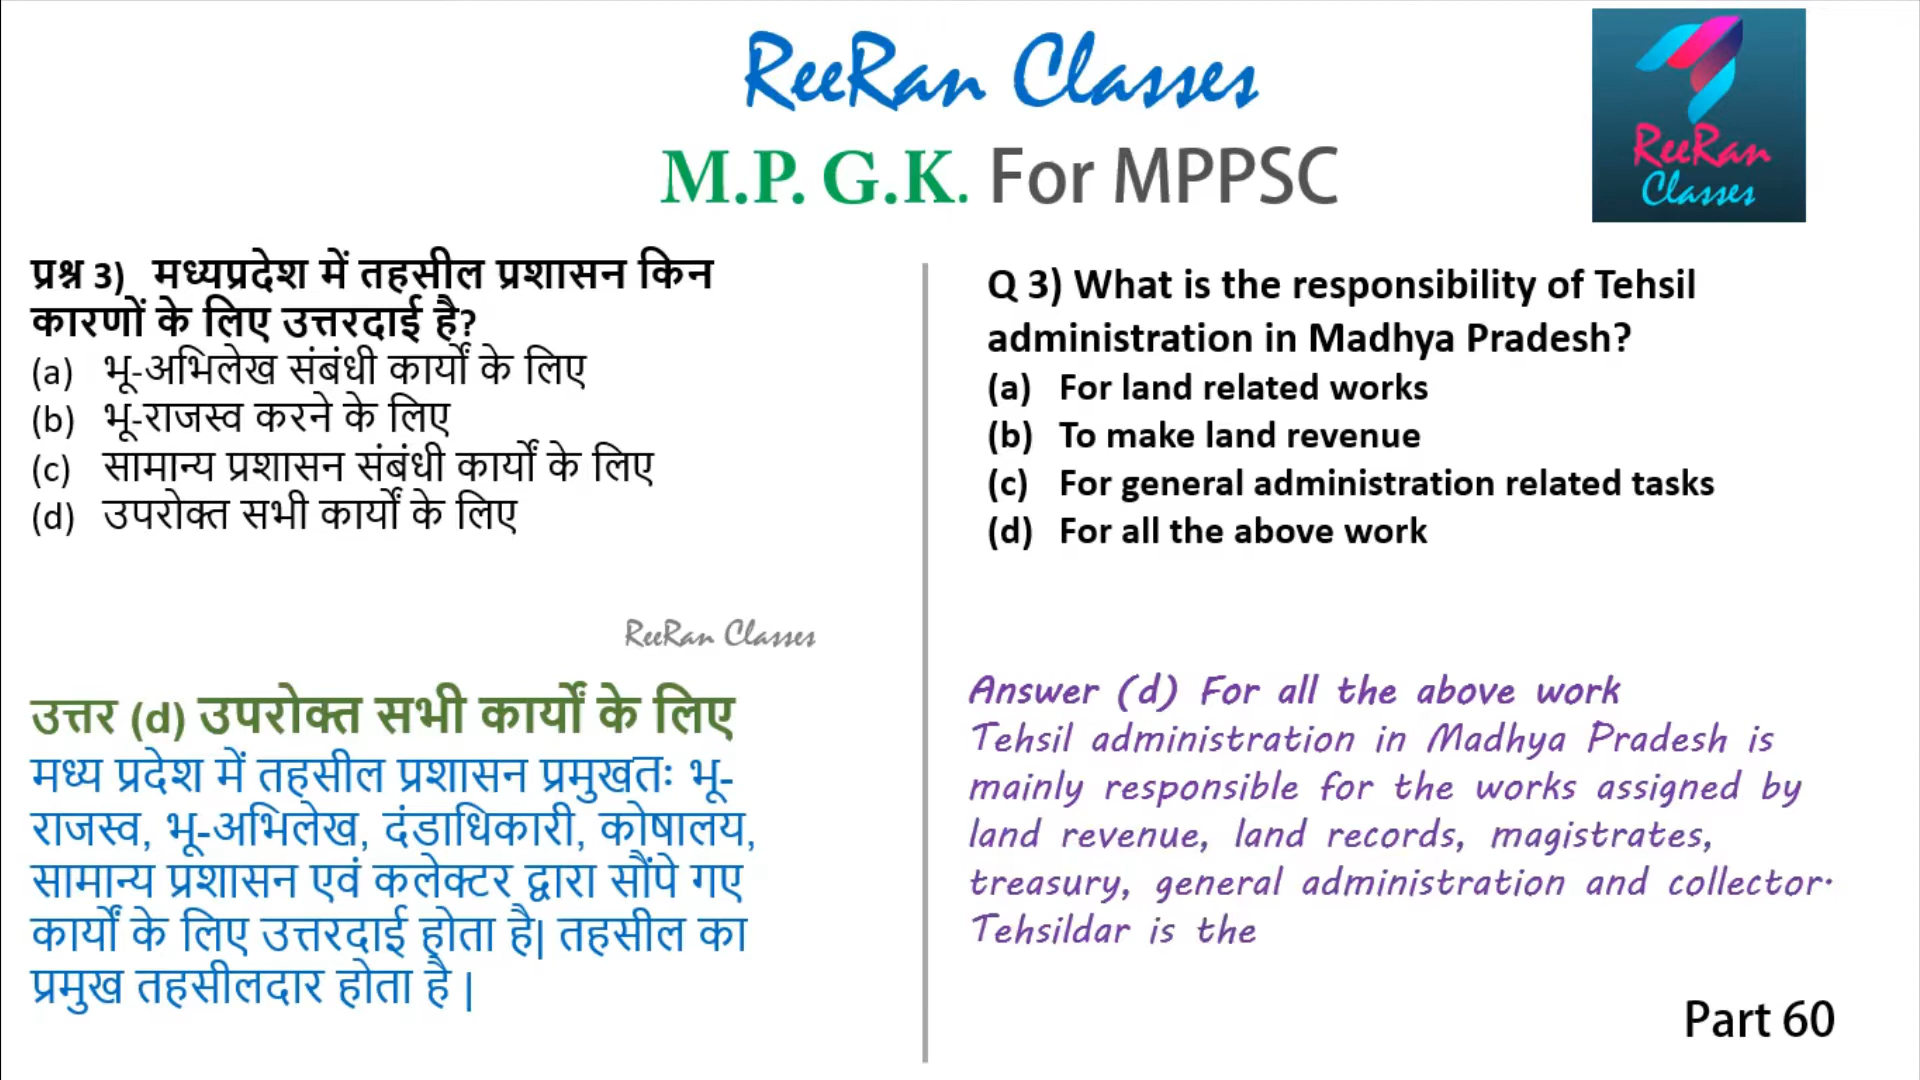 ReeRan Classes
M.P. G.K. For MPPSC
ReeRan
Classes
प्रश्न 3) मध्यप्रदेश में तहसील प्रशासन किन
कारणों के लिए उत्तरदाई है?
(a) भू-अभिलेख संबंधी कार्यों के लिए
(b) भू-राजस्व करने के लिए
(c) सामान्य प्रशासन संबंधी कार्यों के लिए
(d) उपरोक्त सभी कार्यों के लिए
ReeRan Classes
उत्तर (d) उपरोक्त सभी कार्यों के लिए
मध्य प्रदेश में तहसील प्रशासन प्रमुखतः भू-
राजस्व, भू-अभिलेख, दंडाधिकारी, कोषालय,
सामान्य प्रशासन एवं कलेक्टर द्वारा सौंपे गए
कार्यों के लिए उत्तरदाई होता है| तहसील का
प्रमुख तहसीलदार होता है |
Q 3) What is the responsibility of Tehsil
administration in Madhya Pradesh?
(a) For land related works
(b) To make land revenue
(c) For general administration related tasks
(d) For all the above work
Answer (d) For all the above work
Tehsil administration in Madhya Pradesh is
mainly responsible for the works assigned by
land revenue, land records, magistrates,
treasury, general administration and collector.
Tehsildar is the
Part 60